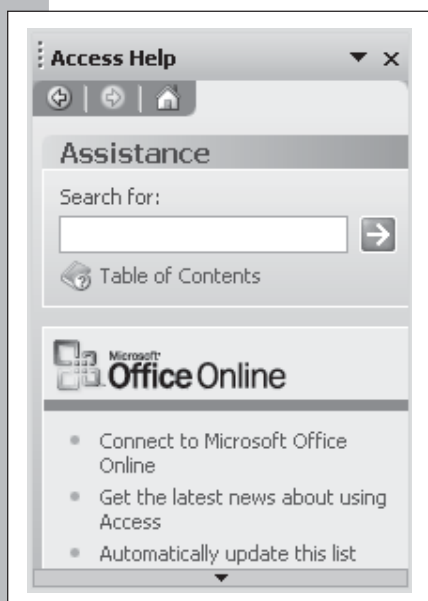 Access Help
Assistance
Search for:
Table of Contents
Microsoft
Office Online
Connect to Microsoft Office
Online
Get the latest news about using
Access
Automatically update this list